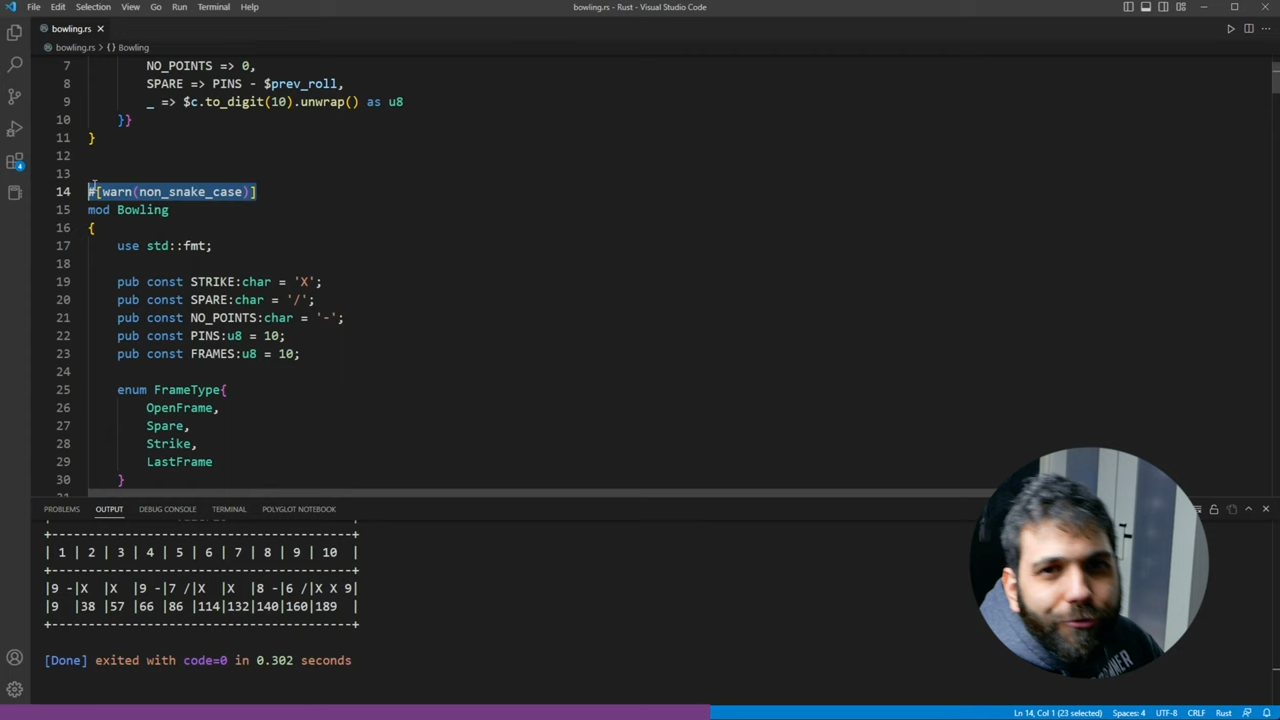 File Edit Selection View Go Run Terminal Help
bowling.rs - Rust - Visual Studio Code
bowling.rs
bowling.rs > {} Bowling
7 NO_POINTS => 0,
8 SPARE => PINS - $prev_roll,
9 _ => $c.to_digit(10).unwrap() as u8
10 }}
11 }
12
13
14 #[warn(non_snake_case)]
15 mod Bowling
16 {
17 use std::fmt;
18
19 pub const STRIKE:char = 'X';
20 pub const SPARE:char = '/';
21 pub const NO_POINTS:char = '-';
22 pub const PINS:u8 = 10;
23 pub const FRAMES:u8 = 10;
24
25 enum FrameType{
26 OpenFrame,
27 Spare,
28 Strike,
29 LastFrame
30 }
4
PROBLEMS OUTPUT DEBUG CONSOLE TERMINAL POLYGLOT NOTEBOOK
+-----------------------------------------+
| 1 | 2 | 3 | 4 | 5 | 6 | 7 | 8 | 9 | 10  |
+-----------------------------------------+
|9 -|X  |X  |9 -|7 /|X  |X  |8 -|6 /|X X 9|
|9  |38 |57 |66 |86 |114|132|140|160|189  |
+-----------------------------------------+
[Done] exited with code=0 in 0.302 seconds
Ln 14, Col 1 (23 selected) Spaces: 4 UTF-8 CRLF Rust